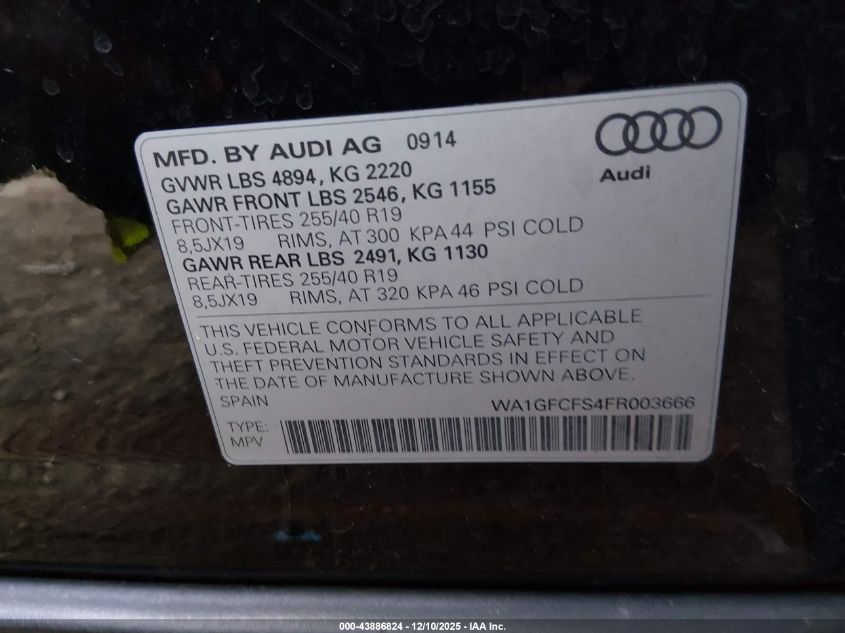 MFD. BY AUDI AG 0914
GVWR LBS 4894, KG 2220
GAWR FRONT LBS 2546, KG 1155
FRONT-TIRES 255/40 R19
8,5JX19 RIMS, AT 300 KPA 44 PSI COLD
GAWR REAR LBS 2491, KG 1130
REAR-TIRES 255/40 R19
8,5JX19 RIMS, AT 320 KPA 46 PSI COLD
Audi
THIS VEHICLE CONFORMS TO ALL APPLICABLE
U.S. FEDERAL MOTOR VEHICLE SAFETY AND
THEFT PREVENTION STANDARDS IN EFFECT ON
THE DATE OF MANUFACTURE SHOWN ABOVE.
SPAIN WA1GFCFS4FR003666
TYPE:
MPV
000-43886824 - 12/10/2025 - IAA Inc.